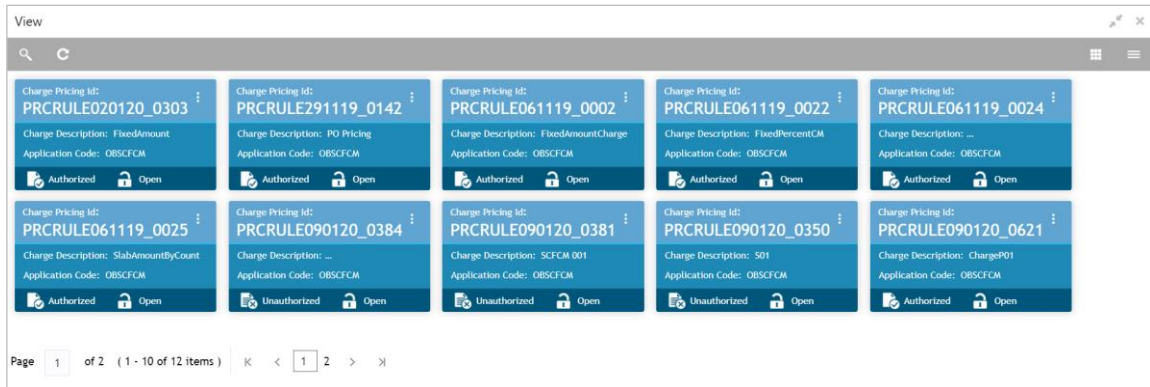 View
Charge Pricing Id:
PRCRULE020120_0303
Charge Description: FixedAmount
Application Code: OBSCFCM
Authorized Open
Charge Pricing Id:
PRCRULE291119_0142
Charge Description: PO Pricing
Application Code: OBSCFCM
Authorized Open
Charge Pricing Id:
PRCRULE061119_0002
Charge Description: FixedAmountCharge
Application Code: OBSCFCM
Authorized Open
Charge Pricing Id:
PRCRULE061119_0022
Charge Description: FixedPercentCM
Application Code: OBSCFCM
Authorized Open
Charge Pricing Id:
PRCRULE061119_0024
Charge Description: ...
Application Code: OBSCFCM
Authorized Open
Charge Pricing Id:
PRCRULE061119_0025
Charge Description: SlabAmountByCount
Application Code: OBSCFCM
Authorized Open
Charge Pricing Id:
PRCRULE090120_0384
Charge Description: ...
Application Code: OBSCFCM
Unauthorized Open
Charge Pricing Id:
PRCRULE090120_0381
Charge Description: SCFCM 001
Application Code: OBSCFCM
Unauthorized Open
Charge Pricing Id:
PRCRULE090120_0350
Charge Description: S01
Application Code: OBSCFCM
Unauthorized Open
Charge Pricing Id:
PRCRULE090120_0621
Charge Description: ChargeP01
Application Code: OBSCFCM
Authorized Open
Page 1 of 2 ( 1 - 10 of 12 items ) 1 2